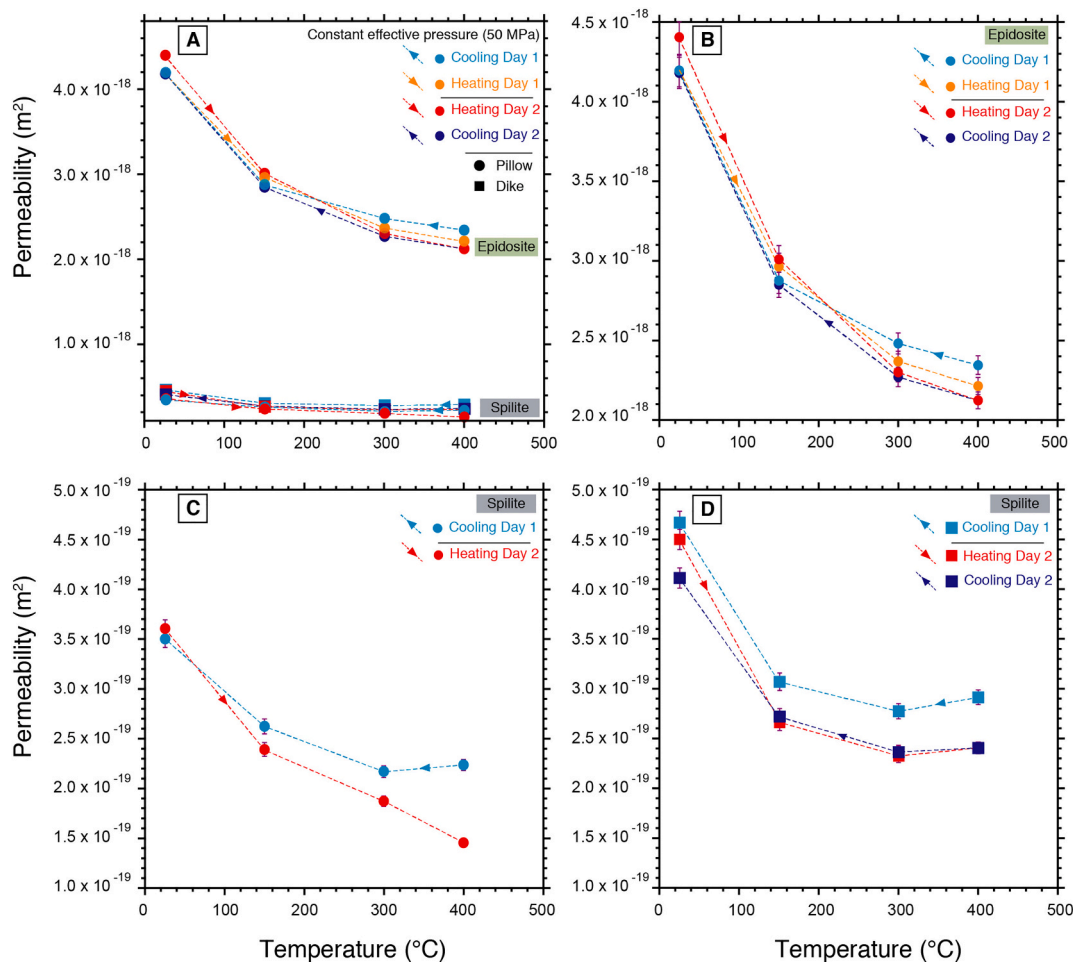 A
Constant effective pressure (50 MPa)
Cooling Day 1
Heating Day 1
Heating Day 2
Cooling Day 2
Pillow
Dike
Epidosite
Spilite
4.0 x 10⁻¹⁸
3.0 x 10⁻¹⁸
2.0 x 10⁻¹⁸
1.0 x 10⁻¹⁸
Permeability (m²)
0 100 200 300 400 500
B
Epidosite
Cooling Day 1
Heating Day 1
Heating Day 2
Cooling Day 2
4.5 x 10⁻¹⁸
4.0 x 10⁻¹⁸
3.5 x 10⁻¹⁸
3.0 x 10⁻¹⁸
2.5 x 10⁻¹⁸
2.0 x 10⁻¹⁸
0 100 200 300 400 500
C
Spilite
Cooling Day 1
Heating Day 2
5.0 x 10⁻¹⁹
4.5 x 10⁻¹⁹
4.0 x 10⁻¹⁹
3.5 x 10⁻¹⁹
3.0 x 10⁻¹⁹
2.5 x 10⁻¹⁹
2.0 x 10⁻¹⁹
1.5 x 10⁻¹⁹
1.0 x 10⁻¹⁹
Permeability (m²)
0 100 200 300 400 500
Temperature (°C)
D
Spilite
Cooling Day 1
Heating Day 2
Cooling Day 2
5.0 x 10⁻¹⁹
4.5 x 10⁻¹⁹
4.0 x 10⁻¹⁹
3.5 x 10⁻¹⁹
3.0 x 10⁻¹⁹
2.5 x 10⁻¹⁹
2.0 x 10⁻¹⁹
1.5 x 10⁻¹⁹
1.0 x 10⁻¹⁹
0 100 200 300 400 500
Temperature (°C)